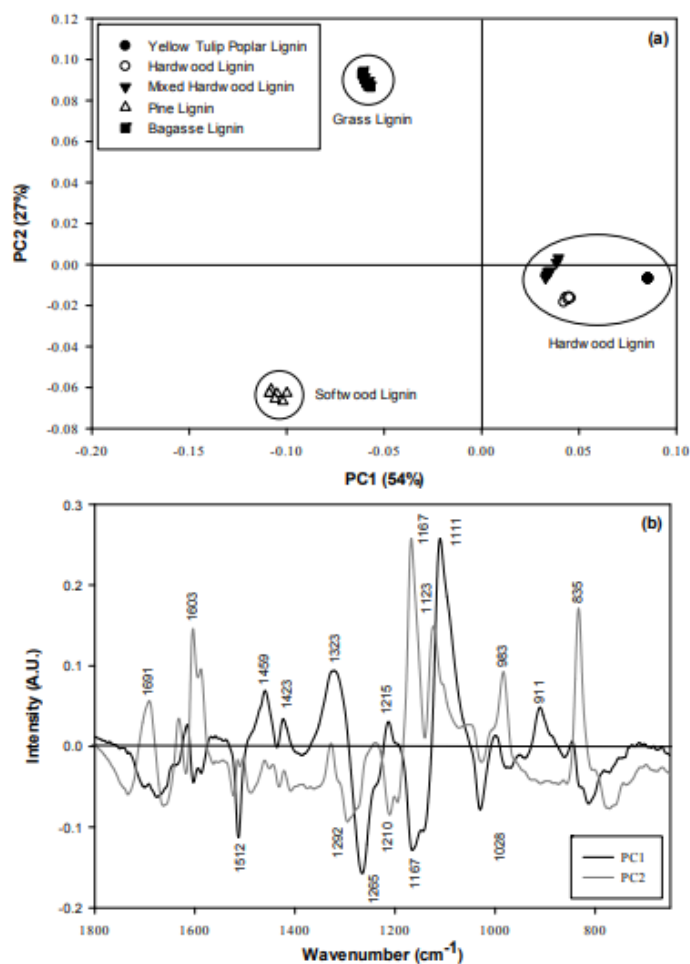 0.12
(a)
Yellow Tulip Poplar Lignin
Hardwood Lignin
Mixed Hardwood Lignin
Pine Lignin
Bagasse Lignin
0.10
0.08
0.06
0.04
0.02
0.00
-0.02
-0.04
-0.06
-0.08
PC2 (27%)
Grass Lignin
Hardwood Lignin
Softwood Lignin
-0.20 -0.15 -0.10 -0.05 0.00 0.05 0.10
PC1 (54%)
0.3
(b)
0.2
0.1
0.0
-0.1
-0.2
Intensity (A.U.)
1691
1603
1459
1423
1323
1215
1167
1123
1111
983
911
835
1512
1292
1265
1210
1167
1028
PC1
PC2
1800 1600 1400 1200 1000 800
Wavenumber (cm⁻¹)